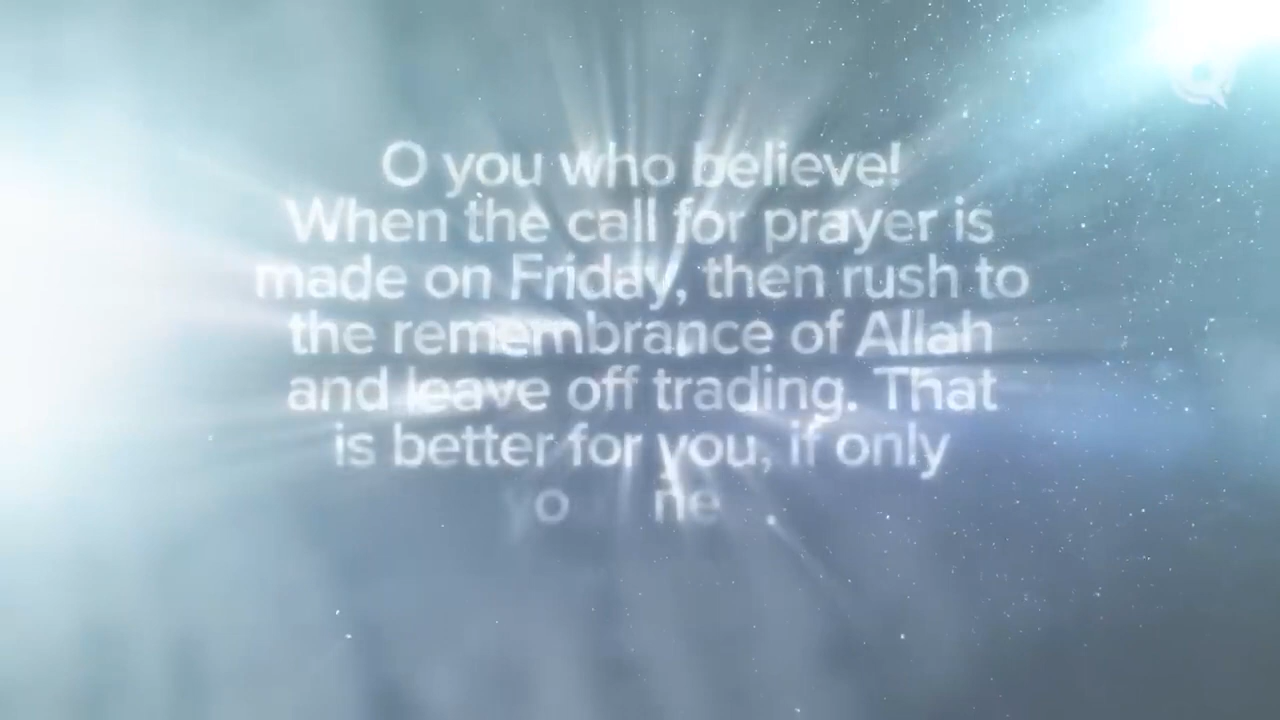 O you who believe!
When the call for prayer is
made on Friday, then rush to
the remembrance of Allah
and leave off trading. That
is better for you, if only